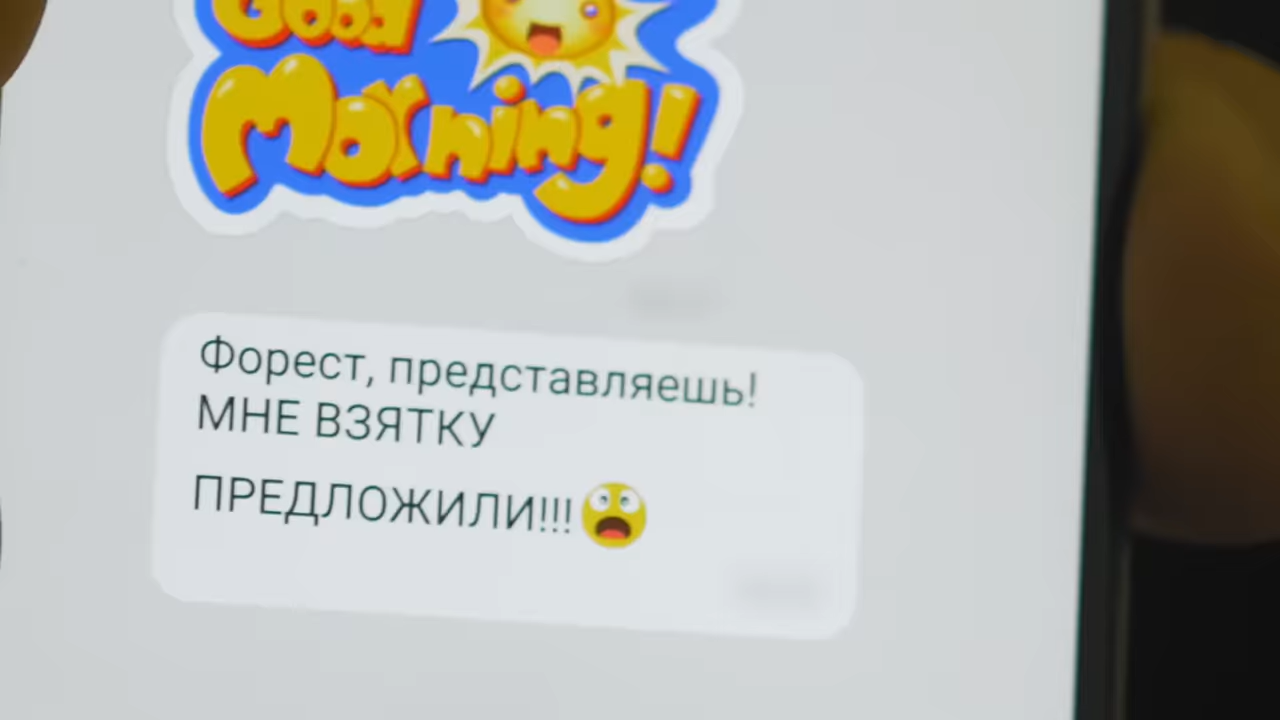 Good
Morning!
Форест, представляешь!
МНЕ ВЗЯТКУ
ПРЕДЛОЖИЛИ!!!